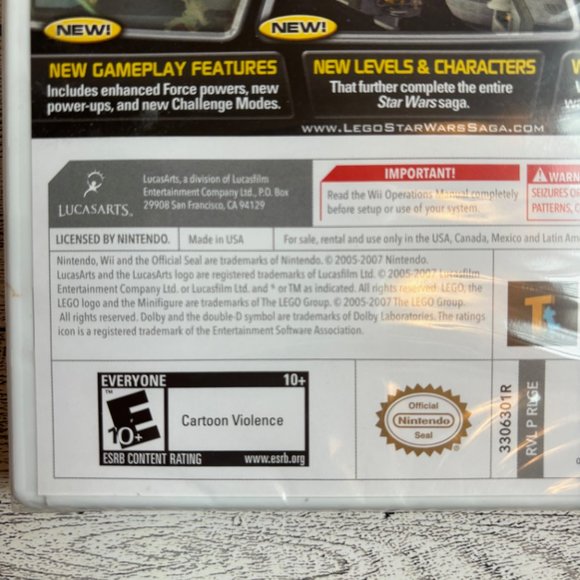 NEW!
NEW!
NEW GAMEPLAY FEATURES
Includes enhanced Force powers, new
power-ups, and new Challenge Modes.
NEW LEVELS & CHARACTERS
That further complete the entire
Star Wars saga.
WWW.LEGOSTARWARSSAGA.COM
LUCASARTS.
LucasArts, a division of Lucasfilm
Entertainment Company Ltd., P.O. Box
29908 San Francisco, CA 94129
IMPORTANT!
Read the Wii Operations Manual completely
before setup or use of your system.
WARN
SEIZURES O
PATTERNS, C
LICENSED BY NINTENDO.
Made in USA
For sale, rental and use only in the USA, Canada, Mexico and Latin Am
Nintendo, Wii and the Official Seal are trademarks of Nintendo. © 2005-2007 Nintendo.
LucasArts and the LucasArts logo are registered trademarks of Lucasfilm Ltd. © 2005-2007 Lucasfilm
Entertainment Company Ltd. or Lucasfilm Ltd. and ® or TM as indicated. All rights reserved. LEGO, the
LEGO logo and the Minifigure are trademarks of The LEGO Group. © 2005-2007 The LEGO Group.
All rights reserved. Dolby and the double-D symbol are trademarks of Dolby Laboratories. The ratings
icon is a registered trademark of the Entertainment Software Association.
EVERYONE 10+
E
10+
Cartoon Violence
ESRB CONTENT RATING www.esrb.org
Official
Nintendo
Seal
3306301R
RVL P RLGE